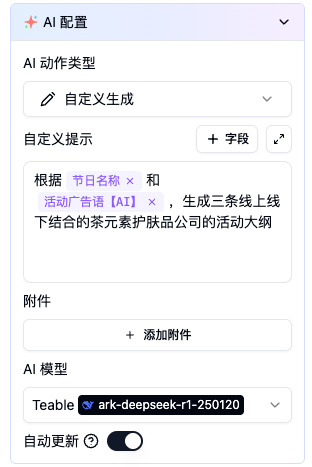 AI 配置
AI 动作类型
自定义生成
自定义提示
+ 字段
根据 节日名称 × 和
活动广告语【AI】 × ，生成三条线上线
下结合的茶元素护肤品公司的活动大纲
附件
+ 添加附件
AI 模型
Teable ark-deepseek-r1-250120
自动更新 ?